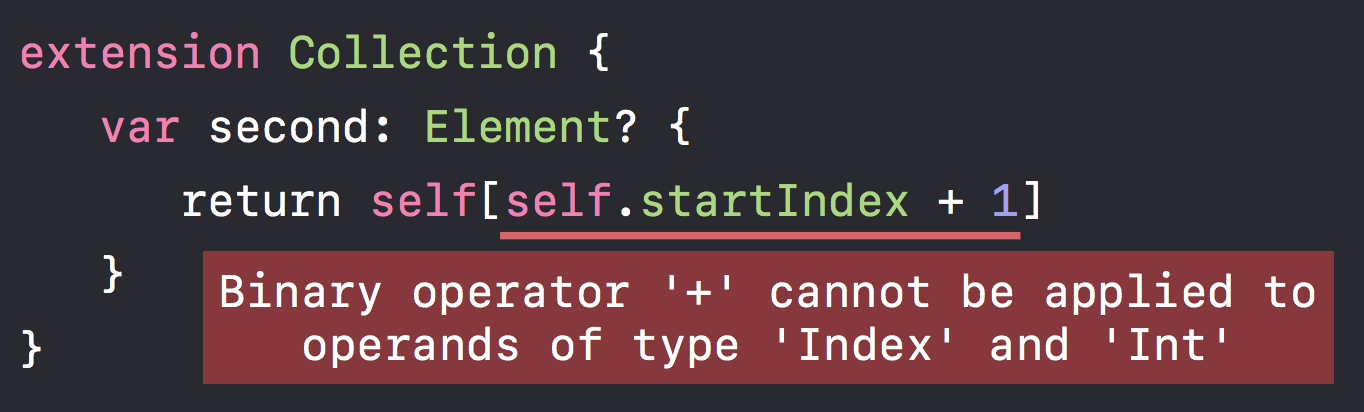 extension Collection {
var second: Element? {
return self[self.startIndex + 1]
}
Binary operator '+' cannot be applied to
operands of type 'Index' and 'Int'
}